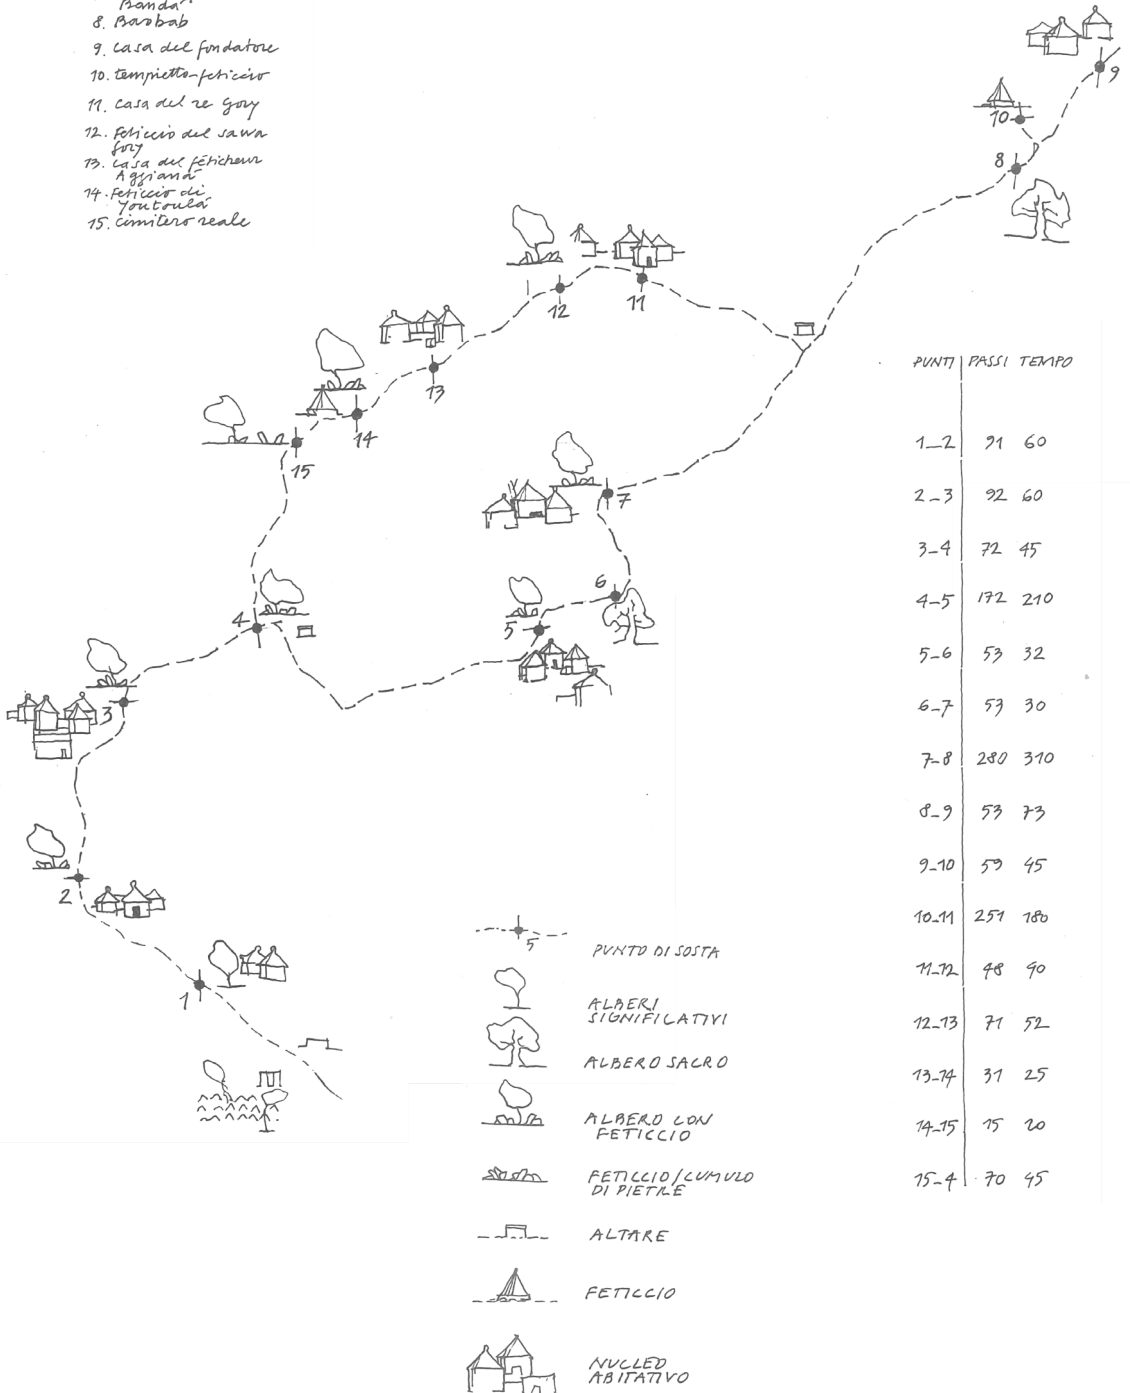 Banda
8. Baobab
9. casa del fondatore
10. tempietto-feticcio
11. casa del re Gory
12. Feticcio del sawa
Gory
13. casa del féticheur
Aggiana
14. Feticcio di
Youtoulá
15. cimitero reale
9
10
8
12
11
13
14
15
7
6
4
5
3
2
1
PUNTI PASSI TEMPO
1_2 91 60
2_3 92 60
3_4 72 45
4_5 172 210
5_6 53 32
6_7 53 30
7_8 280 310
8_9 53 73
9_10 59 45
10_11 251 180
11_12 48 90
12_13 71 52
13_14 31 25
14_15 15 20
15_4 70 45
5
PUNTO DI SOSTA
ALBERI
SIGNIFICATIVI
ALBERO SACRO
ALBERO CON
FETICCIO
FETICCIO/CUMULO
DI PIETRE
ALTARE
FETICCIO
NUCLEO
ABITATIVO